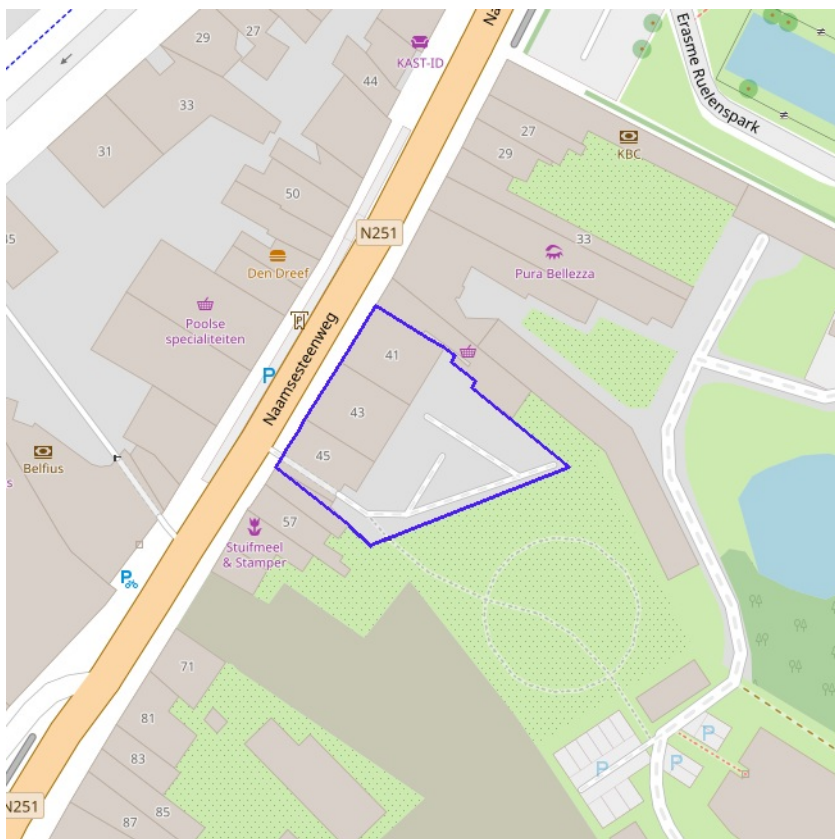 29
27
KAST-ID
Na
Erasme Ruelenspark
33
44
31
27
29
KBC
50
N251
33
Den Dreef
Pura Bellezza
Poolse
specialiteiten
P
P
Naamsesteenweg
41
43
45
Belfius
s
57
Stuifmeel
& Stamper
P
71
81
83
85
87
N251
P
P
P